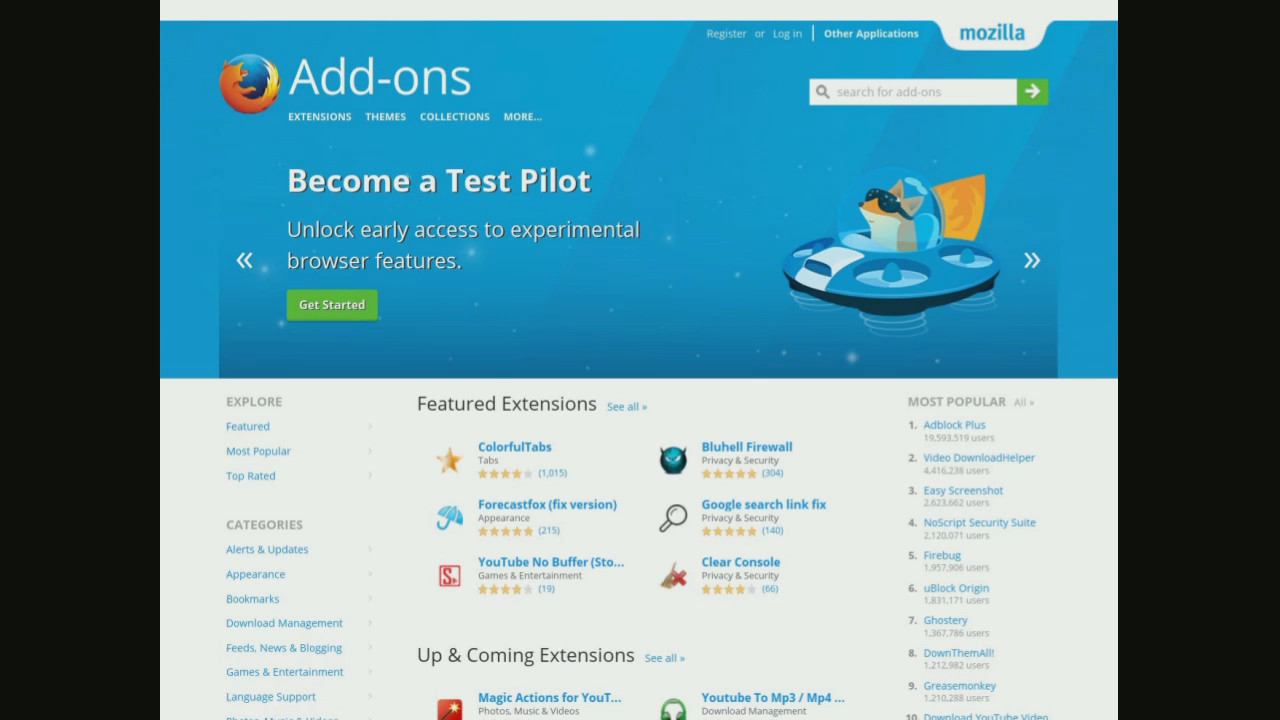 Register or Log in | Other Applications
mozilla
Add-ons
search for add-ons
EXTENSIONS THEMES COLLECTIONS MORE...
Become a Test Pilot
Unlock early access to experimental
browser features.
« »
Get Started
EXPLORE
Featured
Most Popular
Top Rated
CATEGORIES
Alerts & Updates
Appearance
Bookmarks
Download Management
Feeds, News & Blogging
Games & Entertainment
Language Support
Featured Extensions See all »
ColorfulTabs
Tabs
(1,015)
Bluhell Firewall
Privacy & Security
(304)
Forecastfox (fix version)
Appearance
(215)
Google search link fix
Privacy & Security
(140)
YouTube No Buffer (Sto...
Games & Entertainment
(19)
Clear Console
Privacy & Security
(66)
Up & Coming Extensions See all »
Magic Actions for YouT...
Photos, Music & Videos
Youtube To Mp3 / Mp4 ...
Download Management
MOST POPULAR All »
1. Adblock Plus
19,593,519 users
2. Video DownloadHelper
4,416,238 users
3. Easy Screenshot
2,623,662 users
4. NoScript Security Suite
2,120,071 users
5. Firebug
1,957,906 users
6. uBlock Origin
1,831,171 users
7. Ghostery
1,367,786 users
8. DownThemAll!
1,212,982 users
9. Greasemonkey
1,210,288 users
10. Download YouTube Video